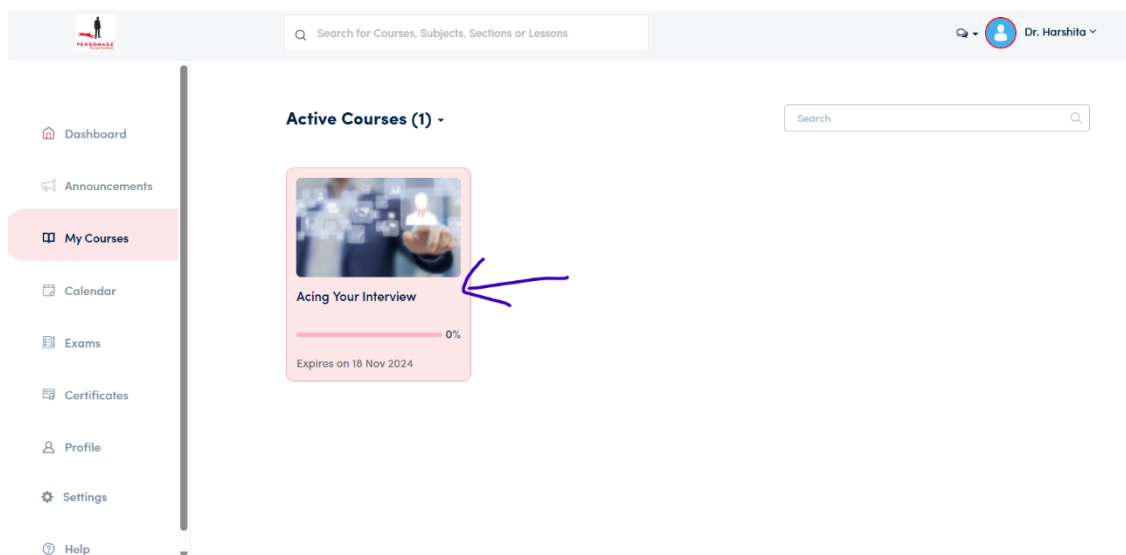 PERSONAGE
Search for Courses, Subjects, Sections or Lessons
Dr. Harshita
Dashboard
Announcements
My Courses
Calendar
Exams
Certificates
Profile
Settings
Help
Active Courses (1)
Search
Acing Your Interview
0%
Expires on 18 Nov 2024